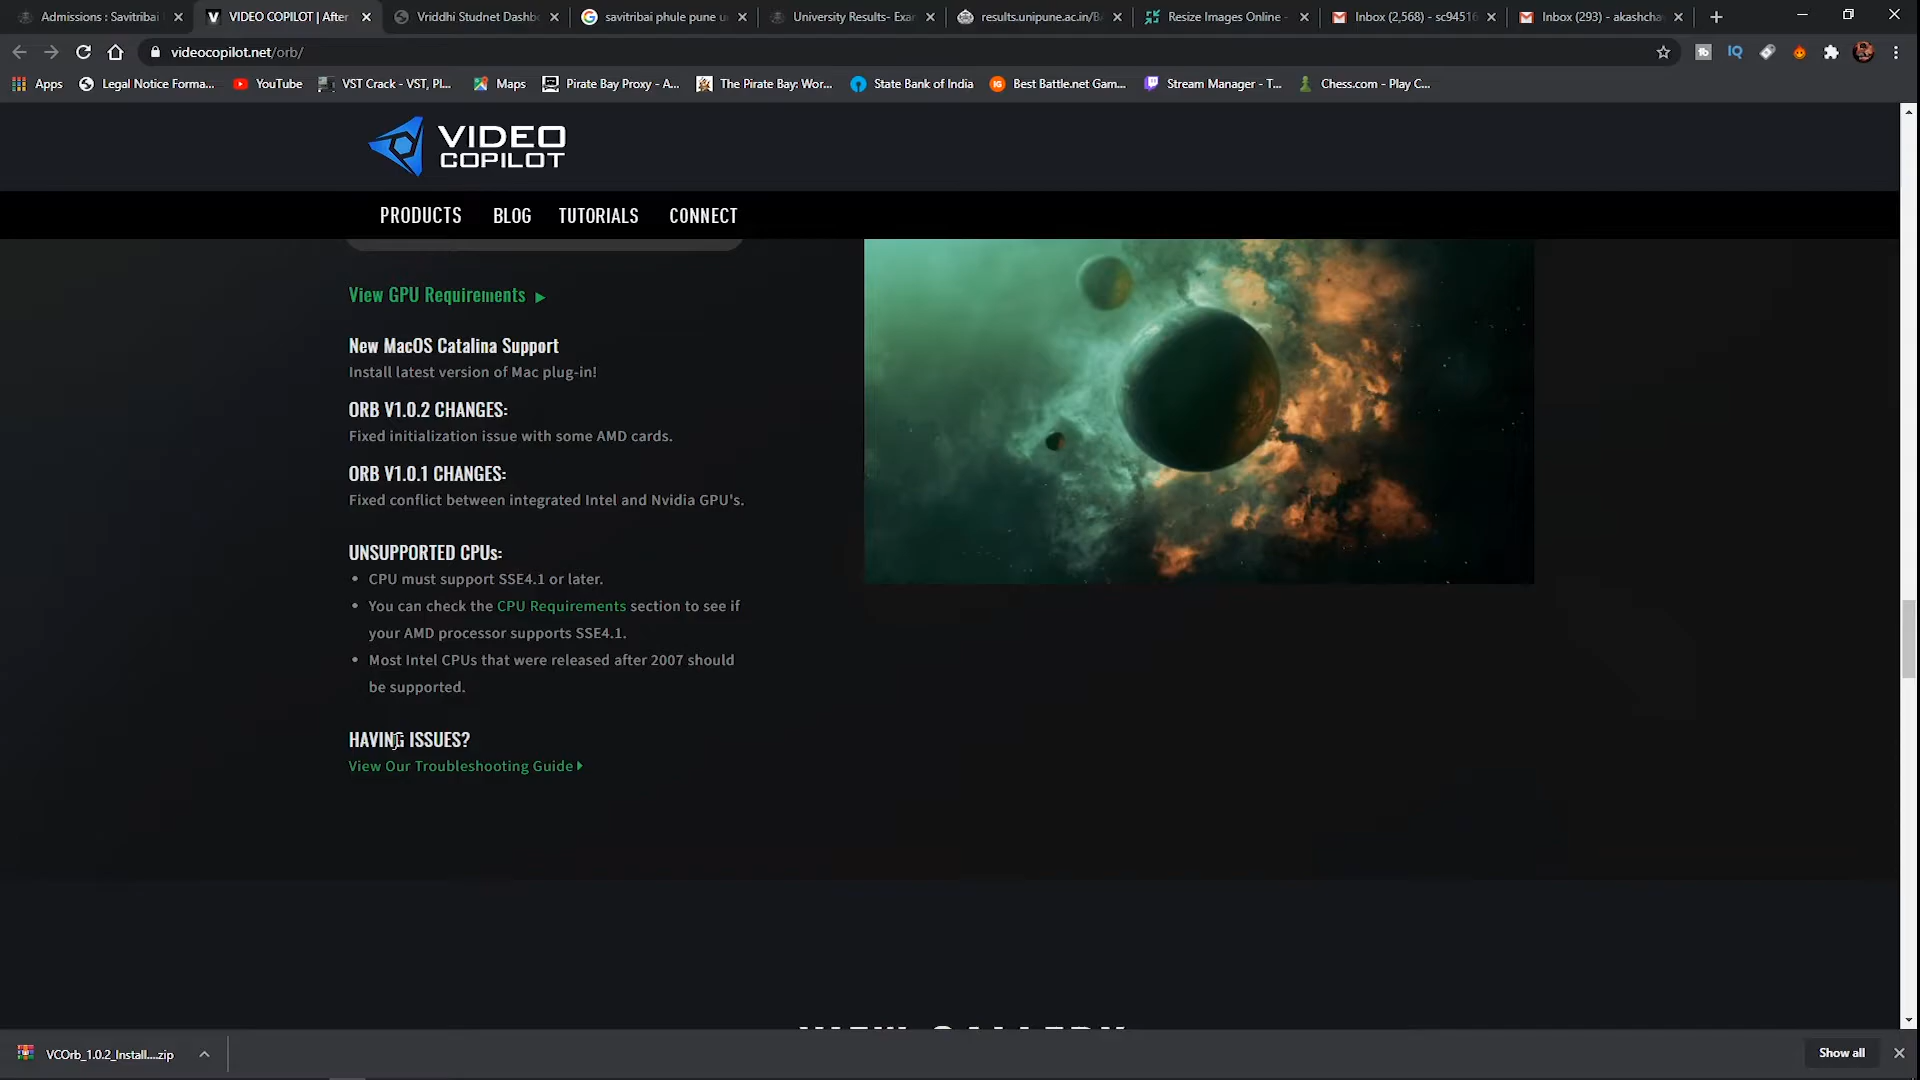 Admissions : Savitribai
VIDEO COPILOT | After
Vriddhi Studnet Dashb
savitribai phule pune u
University Results- Exa
results.unipune.ac.in/B
Resize Images Online -
Inbox (2,568) - sc94516
Inbox (293) - akashcha
videocopilot.net/orb/
Apps
Legal Notice Forma...
YouTube
VST Crack - VST, Pl...
Maps
Pirate Bay Proxy - A...
The Pirate Bay: Wor...
State Bank of India
Best Battle.net Gam...
Stream Manager - T...
Chess.com - Play C...
VIDEO
COPILOT
PRODUCTS BLOG TUTORIALS CONNECT
View GPU Requirements
New MacOS Catalina Support
Install latest version of Mac plug-in!
ORB V1.0.2 CHANGES:
Fixed initialization issue with some AMD cards.
ORB V1.0.1 CHANGES:
Fixed conflict between integrated Intel and Nvidia GPU's.
UNSUPPORTED CPUs:
• CPU must support SSE4.1 or later.
• You can check the CPU Requirements section to see if
your AMD processor supports SSE4.1.
• Most Intel CPUs that were released after 2007 should
be supported.
HAVING ISSUES?
View Our Troubleshooting Guide
VCOrb_1.0.2_Install....zip
Show all